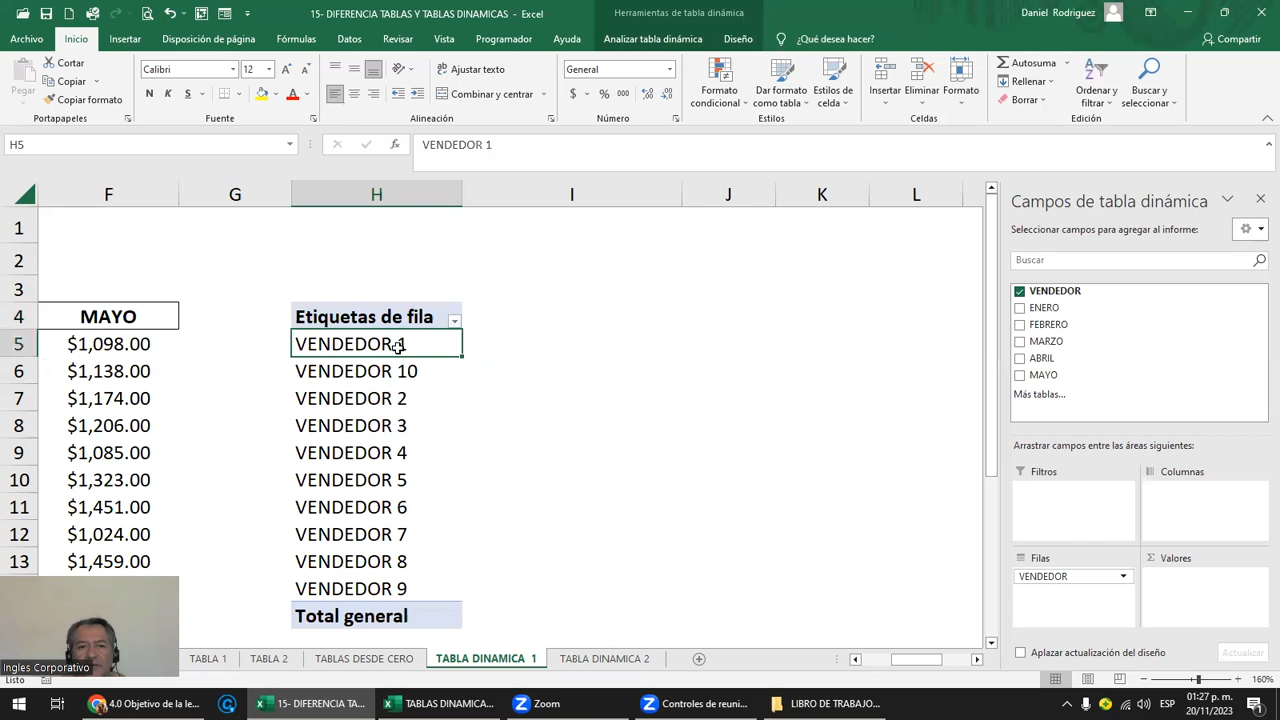 15- DIFERENCIA TABLAS Y TABLAS DINAMICAS - Excel
Herramientas de tabla dinámica
Daniel Rodriguez
Archivo Inicio Insertar Disposición de página Fórmulas Datos Revisar Vista Programador Ayuda Analizar tabla dinámica Diseño ¿Qué desea hacer? Compartir
Pegar
Cortar
Copiar
Copiar formato
Portapapeles
Calibri 12
N K S
Fuente
Ajustar texto
Combinar y centrar
Alineación
General
$ % 000
Número
Formato condicional
Dar formato como tabla
Estilos de celda
Estilos
Insertar Eliminar Formato
Celdas
Autosuma
Rellenar
Borrar
Ordenar y filtrar
Buscar y seleccionar
Edición
H5 fx VENDEDOR 1
F G H I J K L
1
2
3
4 MAYO Etiquetas de fila
5 $1,098.00 VENDEDOR 1
6 $1,138.00 VENDEDOR 10
7 $1,174.00 VENDEDOR 2
8 $1,206.00 VENDEDOR 3
9 $1,085.00 VENDEDOR 4
10 $1,323.00 VENDEDOR 5
11 $1,451.00 VENDEDOR 6
12 $1,024.00 VENDEDOR 7
13 $1,459.00 VENDEDOR 8
VENDEDOR 9
Total general
Campos de tabla dinámica
Seleccionar campos para agregar al informe:
Buscar
VENDEDOR
ENERO
FEBRERO
MARZO
ABRIL
MAYO
Más tablas...
Arrastrar campos entre las áreas siguientes:
Filtros Columnas
Filas Σ Valores
VENDEDOR
Aplazar actualización del diseño Actualizar
Ingles Corporativo
TABLA 1 TABLA 2 TABLAS DESDE CERO TABLA DINAMICA 1 TABLA DINAMICA 2
Listo 160%
4.0 Objetivo de la le... 15- DIFERENCIA TA... TABLAS DINAMICA... Zoom Controles de reuni... LIBRO DE TRABAJO...
ESP
01:27 p. m.
20/11/2023